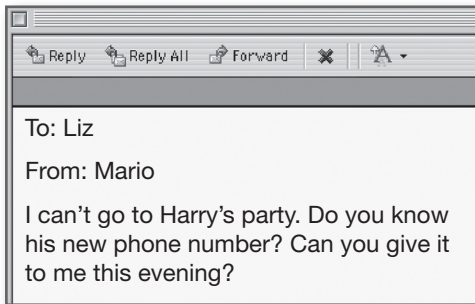 Reply Reply All Forward
To: Liz
From: Mario
I can't go to Harry's party. Do you know
his new phone number? Can you give it
to me this evening?